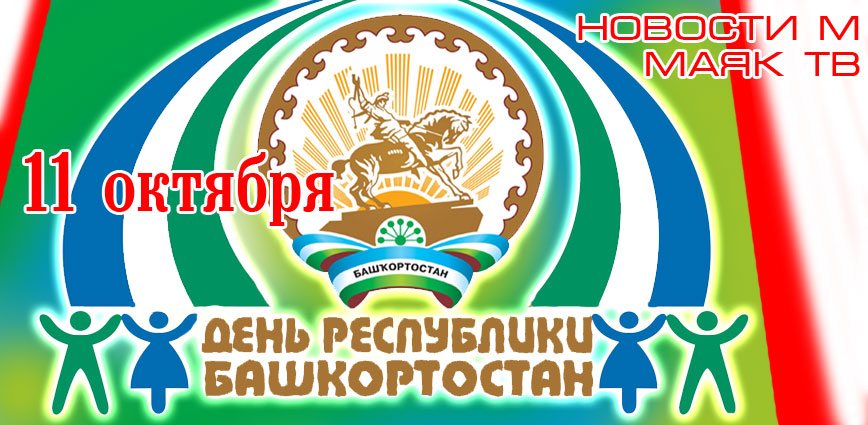 НОВОСТИ М
МАЯК ТВ
11 октября
БАШҠОРТОСТАН
ДЕНЬ РЕСПУБЛИКИ
БАШКОРТОСТАН